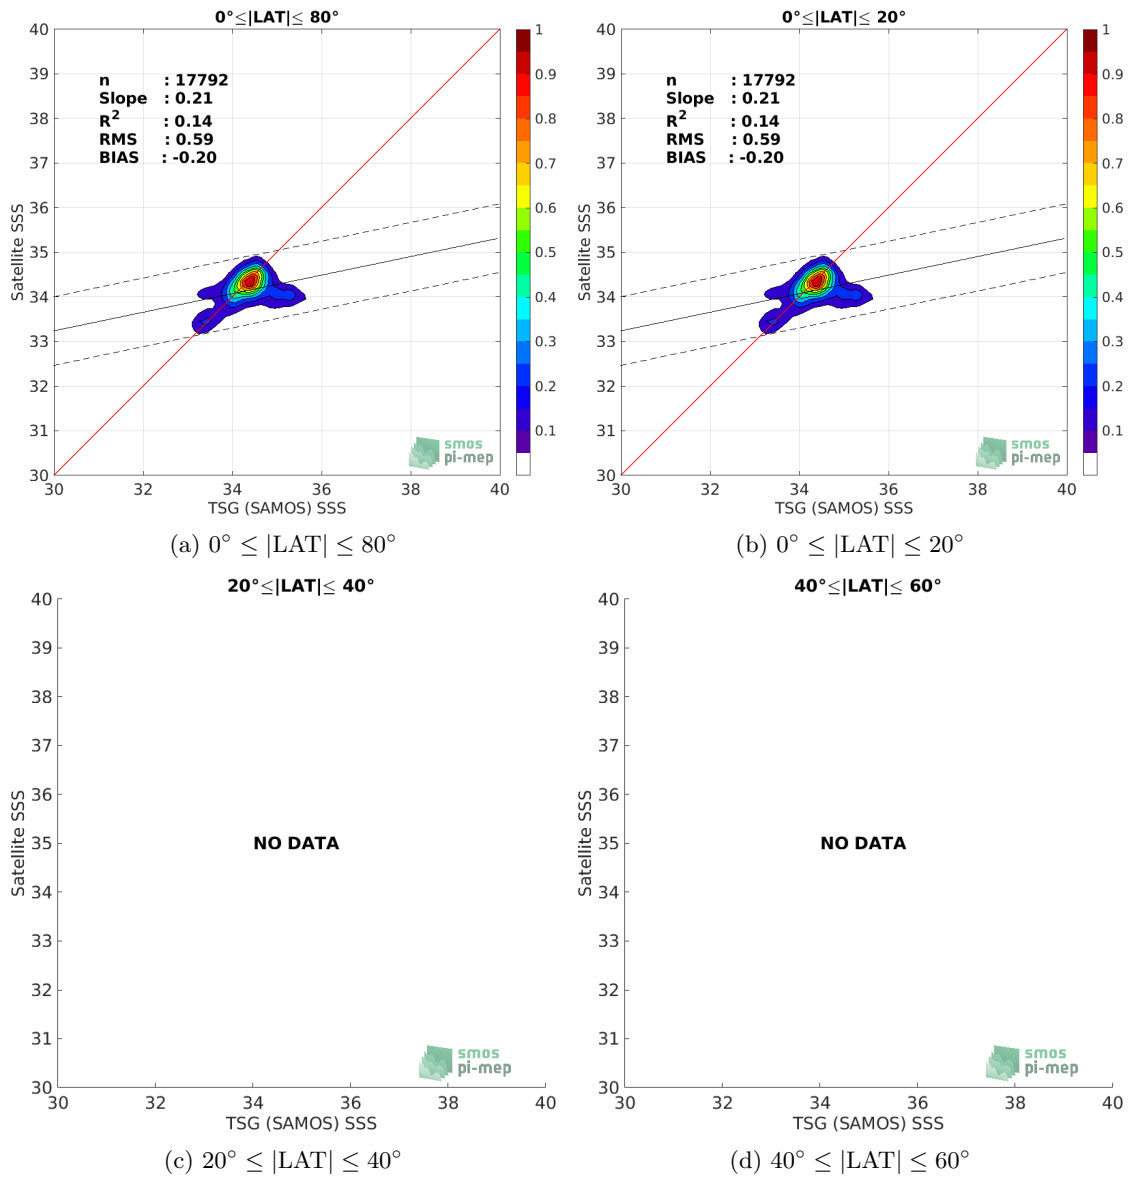 0°≤|LAT|≤ 80°
40
39
38
37
36
35
34
33
32
31
30
n : 17792
Slope : 0.21
R2 : 0.14
RMS : 0.59
BIAS : -0.20
1
0.9
0.8
0.7
0.6
0.5
0.4
0.3
0.2
0.1
Satellite SSS
smos
pi-mep
30 32 34 36 38 40
TSG (SAMOS) SSS
(a) 0° ≤ |LAT| ≤ 80°
0°≤|LAT|≤ 20°
40
39
38
37
36
35
34
33
32
31
30
n : 17792
Slope : 0.21
R2 : 0.14
RMS : 0.59
BIAS : -0.20
1
0.9
0.8
0.7
0.6
0.5
0.4
0.3
0.2
0.1
Satellite SSS
smos
pi-mep
30 32 34 36 38 40
TSG (SAMOS) SSS
(b) 0° ≤ |LAT| ≤ 20°
20°≤|LAT|≤ 40°
40
39
38
37
36
35
34
33
32
31
30
Satellite SSS
NO DATA
smos
pi-mep
30 32 34 36 38 40
TSG (SAMOS) SSS
(c) 20° ≤ |LAT| ≤ 40°
40°≤|LAT|≤ 60°
40
39
38
37
36
35
34
33
32
31
30
Satellite SSS
NO DATA
smos
pi-mep
30 32 34 36 38 40
TSG (SAMOS) SSS
(d) 40° ≤ |LAT| ≤ 60°